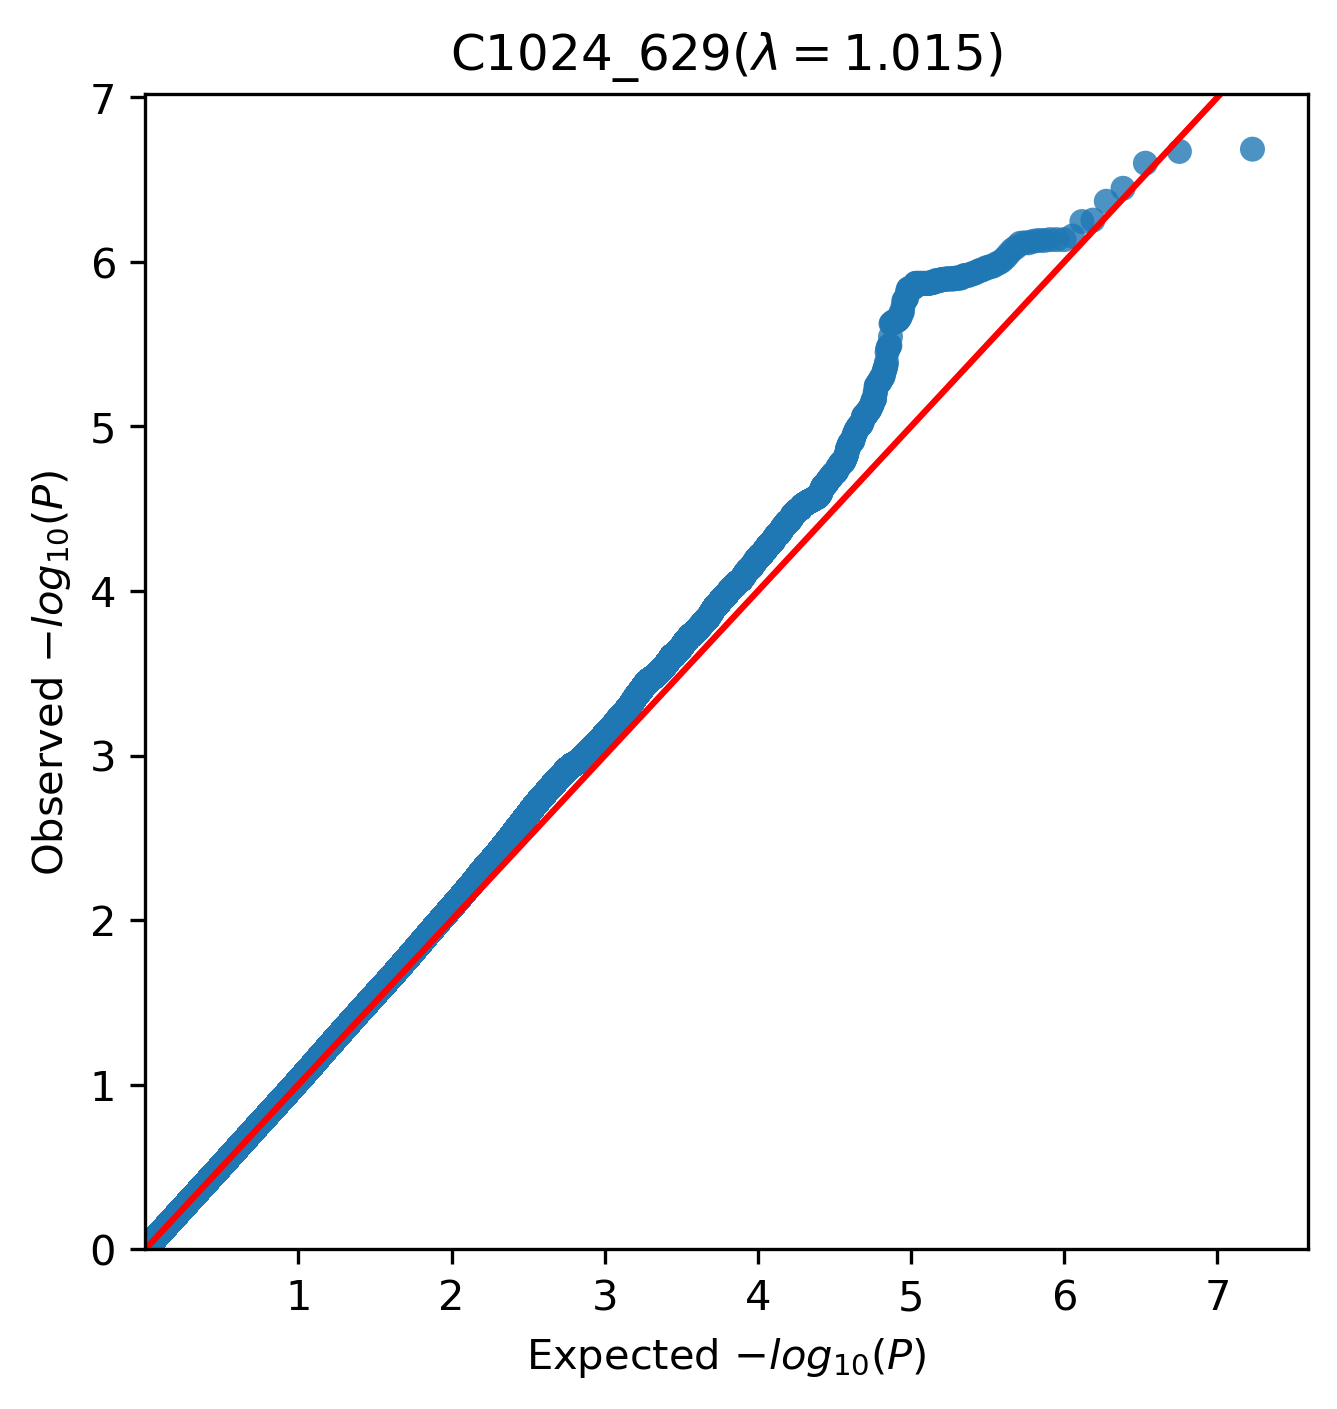 C1024_629(λ = 1.015)
7
6
5
4
3
2
1
0
Observed −log₁₀(P)
1 2 3 4 5 6 7
Expected −log₁₀(P)